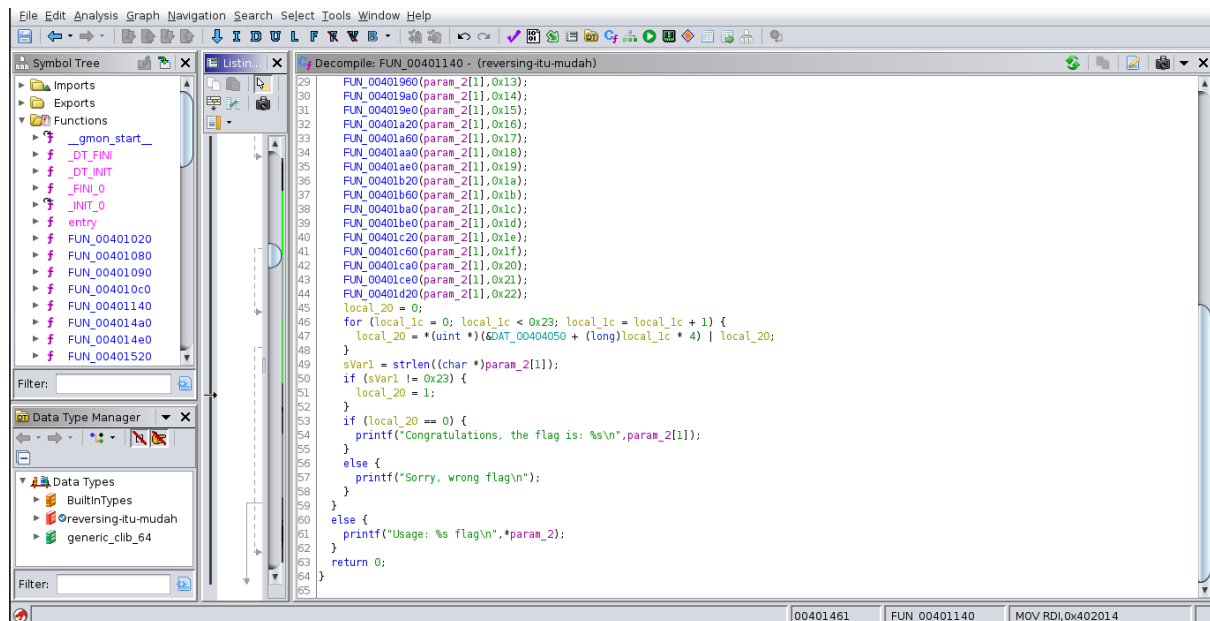 File Edit Analysis Graph Navigation Search Select Tools Window Help
I D U L F R V B
Symbol Tree
Imports
Exports
Functions
__gmon_start__
_DT_FINI
_DT_INIT
_FINI_0
_INIT_0
entry
FUN_00401020
FUN_00401080
FUN_00401090
FUN_004010c0
FUN_00401140
FUN_004014a0
FUN_004014e0
FUN_00401520
Filter:
Data Type Manager
Data Types
BuiltInTypes
reversing-itu-mudah
generic_clib_64
Filter:
Listin...
Decompile: FUN_00401140 - (reversing-itu-mudah)
29 FUN_00401960(param_2[1],0x13);
30 FUN_004019a0(param_2[1],0x14);
31 FUN_004019e0(param_2[1],0x15);
32 FUN_00401a20(param_2[1],0x16);
33 FUN_00401a60(param_2[1],0x17);
34 FUN_00401aa0(param_2[1],0x18);
35 FUN_00401ae0(param_2[1],0x19);
36 FUN_00401b20(param_2[1],0x1a);
37 FUN_00401b60(param_2[1],0x1b);
38 FUN_00401ba0(param_2[1],0x1c);
39 FUN_00401be0(param_2[1],0x1d);
40 FUN_00401c20(param_2[1],0x1e);
41 FUN_00401c60(param_2[1],0x1f);
42 FUN_00401ca0(param_2[1],0x20);
43 FUN_00401ce0(param_2[1],0x21);
44 FUN_00401d20(param_2[1],0x22);
45 local_20 = 0;
46 for (local_1c = 0; local_1c < 0x23; local_1c = local_1c + 1) {
47 local_20 = *(uint *)(&DAT_00404050 + (long)local_1c * 4) | local_20;
48 }
49 sVar1 = strlen((char *)param_2[1]);
50 if (sVar1 != 0x23) {
51 local_20 = 1;
52 }
53 if (local_20 == 0) {
54 printf("Congratulations, the flag is: %s\n",param_2[1]);
55 }
56 else {
57 printf("Sorry, wrong flag\n");
58 }
59 }
60 else {
61 printf("Usage: %s flag\n",*param_2);
62 }
63 return 0;
64 }
65
00401461 FUN_00401140 MOV RDI,0x402014